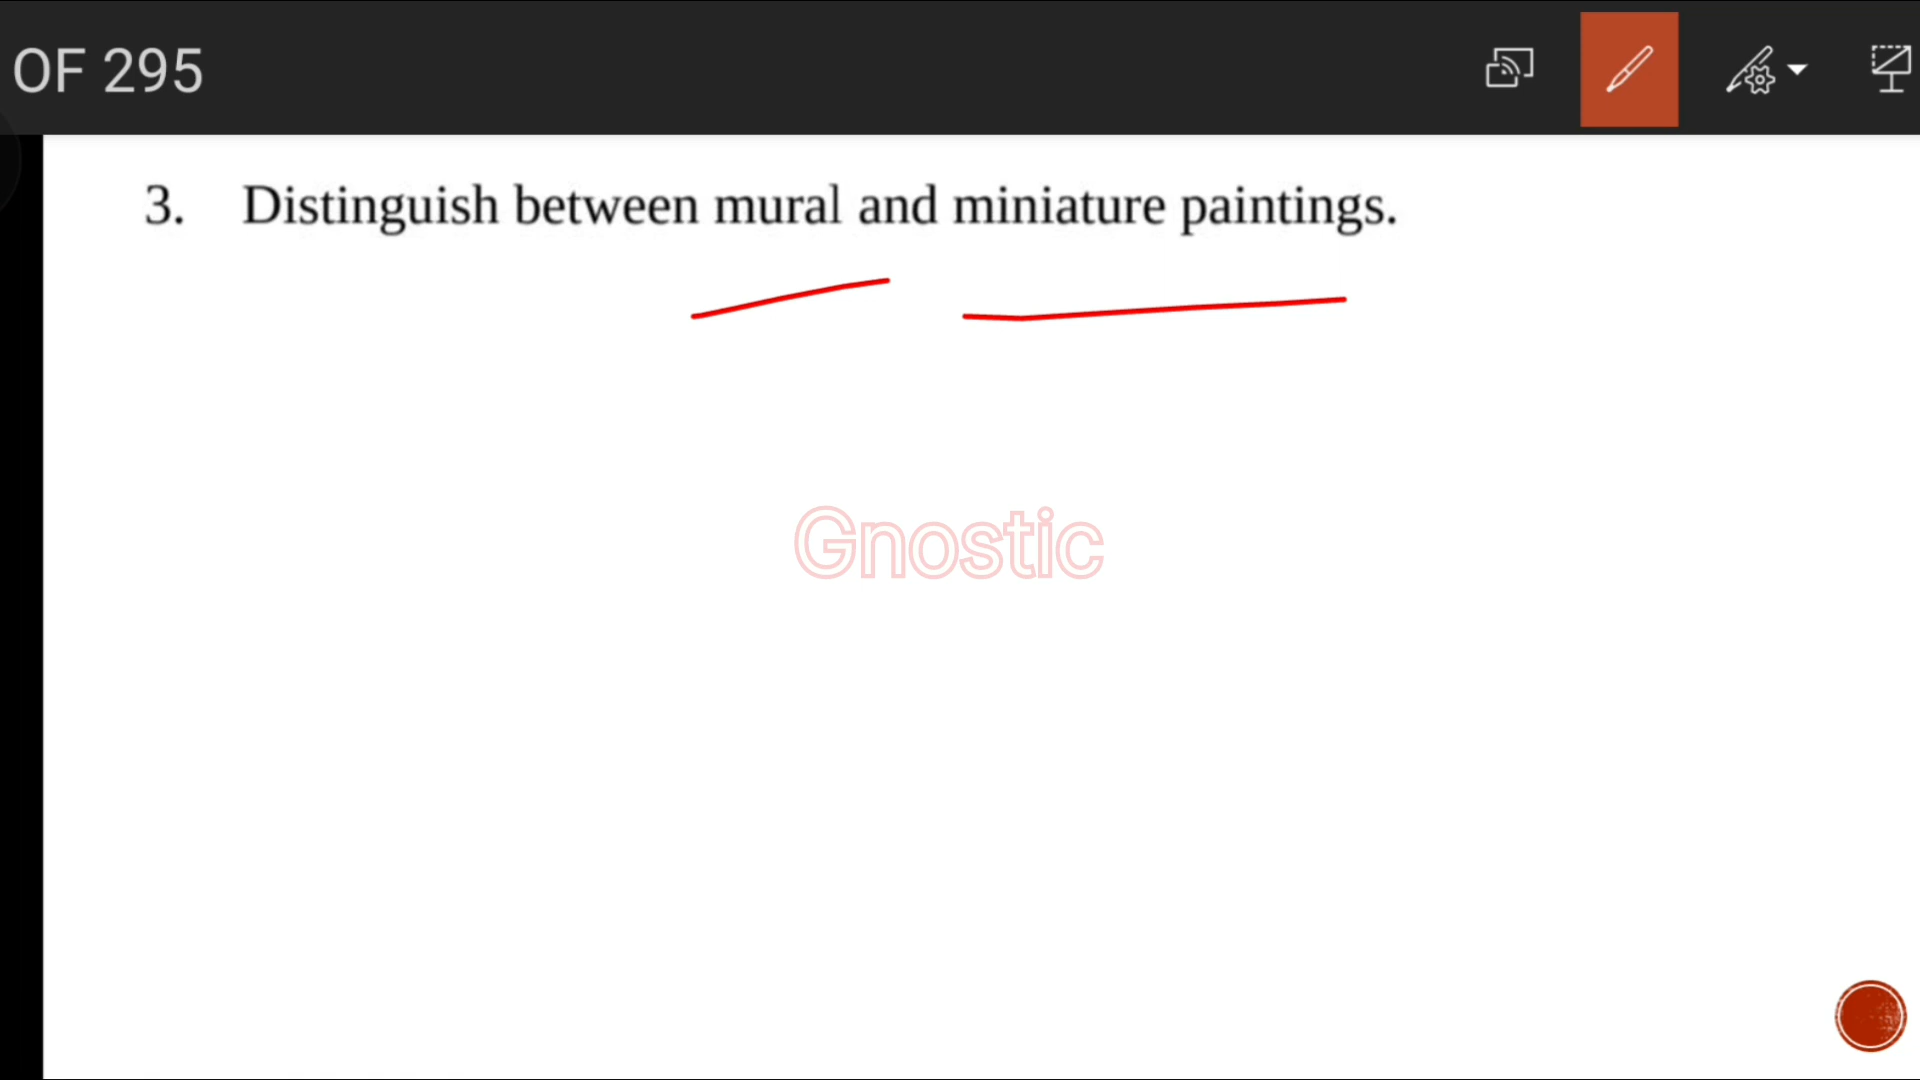 OF 295
3. Distinguish between mural and miniature paintings.
Gnostic